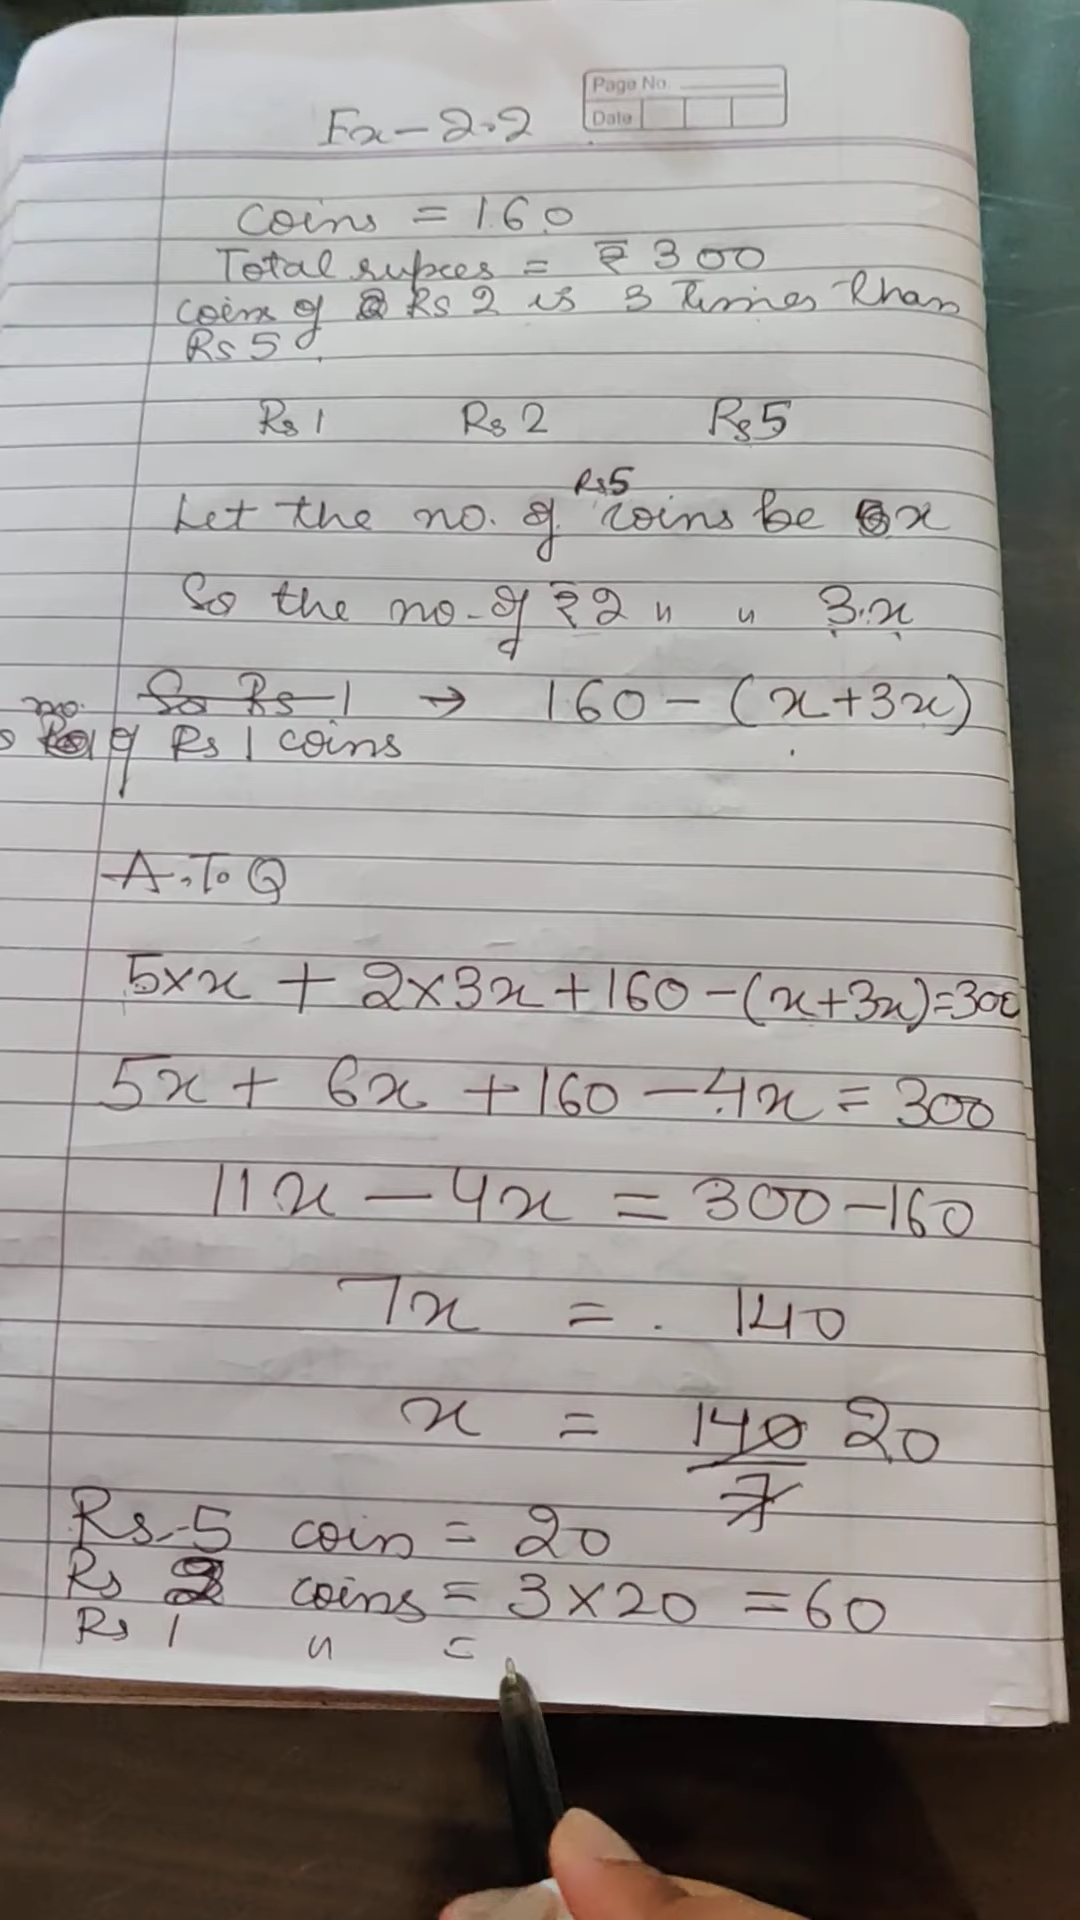 Page No.
Date
Ex-2.2
Coins = 160
Total rupees = ₹ 300
coins of Rs 2 is 3 times than
Rs 5.
Rs 1 Rs 2 Rs 5
Rs5
Let the no. of coins be x
So the no. of ₹2 " " 3x
So Rs 1 → 160 - (x+3x)
no. of Rs 1 coins
A.T.Q
5×x + 2×3x + 160 - (x+3x) = 300
5x + 6x + 160 - 4x = 300
11x - 4x = 300 - 160
7x = 140
x = 140/7 20
Rs-5 coin = 20
Rs 2 coins = 3×20 = 60
Rs 1 " =